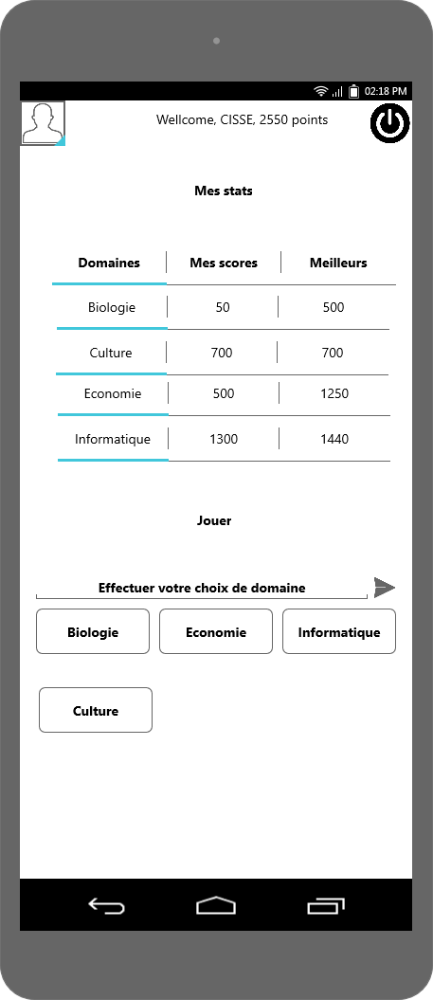 02:18 PM
Wellcome, CISSE, 2550 points
Mes stats
Domaines Mes scores Meilleurs
Biologie 50 500
Culture 700 700
Economie 500 1250
Informatique 1300 1440
Jouer
Effectuer votre choix de domaine
Biologie Economie Informatique
Culture